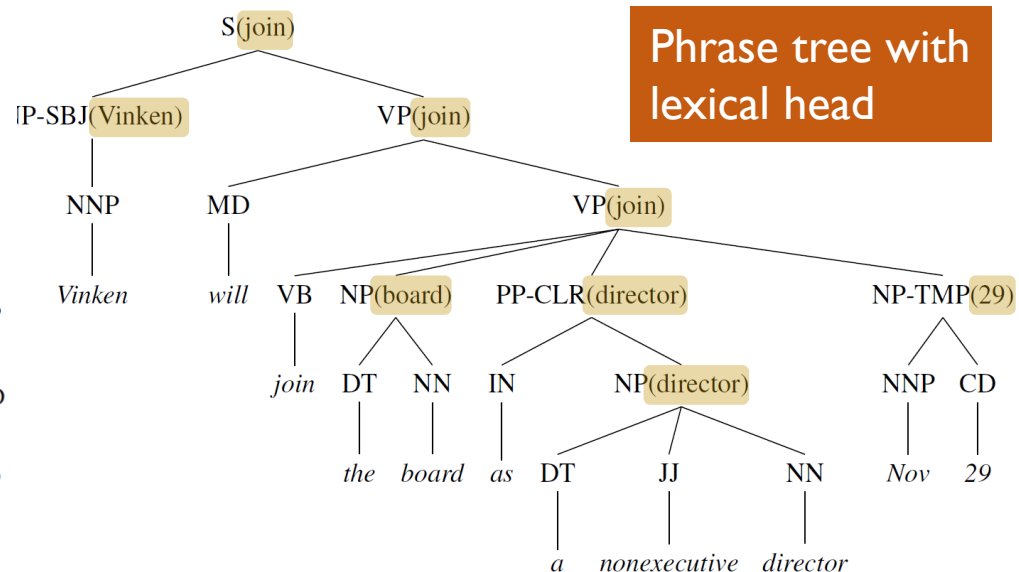 S(join)
Phrase tree with
lexical head
IP-SBJ(Vinken) VP(join)
NNP MD VP(join)
Vinken will VB NP(board) PP-CLR(director) NP-TMP(29)
join DT NN IN NP(director) NNP CD
the board as DT JJ NN Nov 29
a nonexecutive director